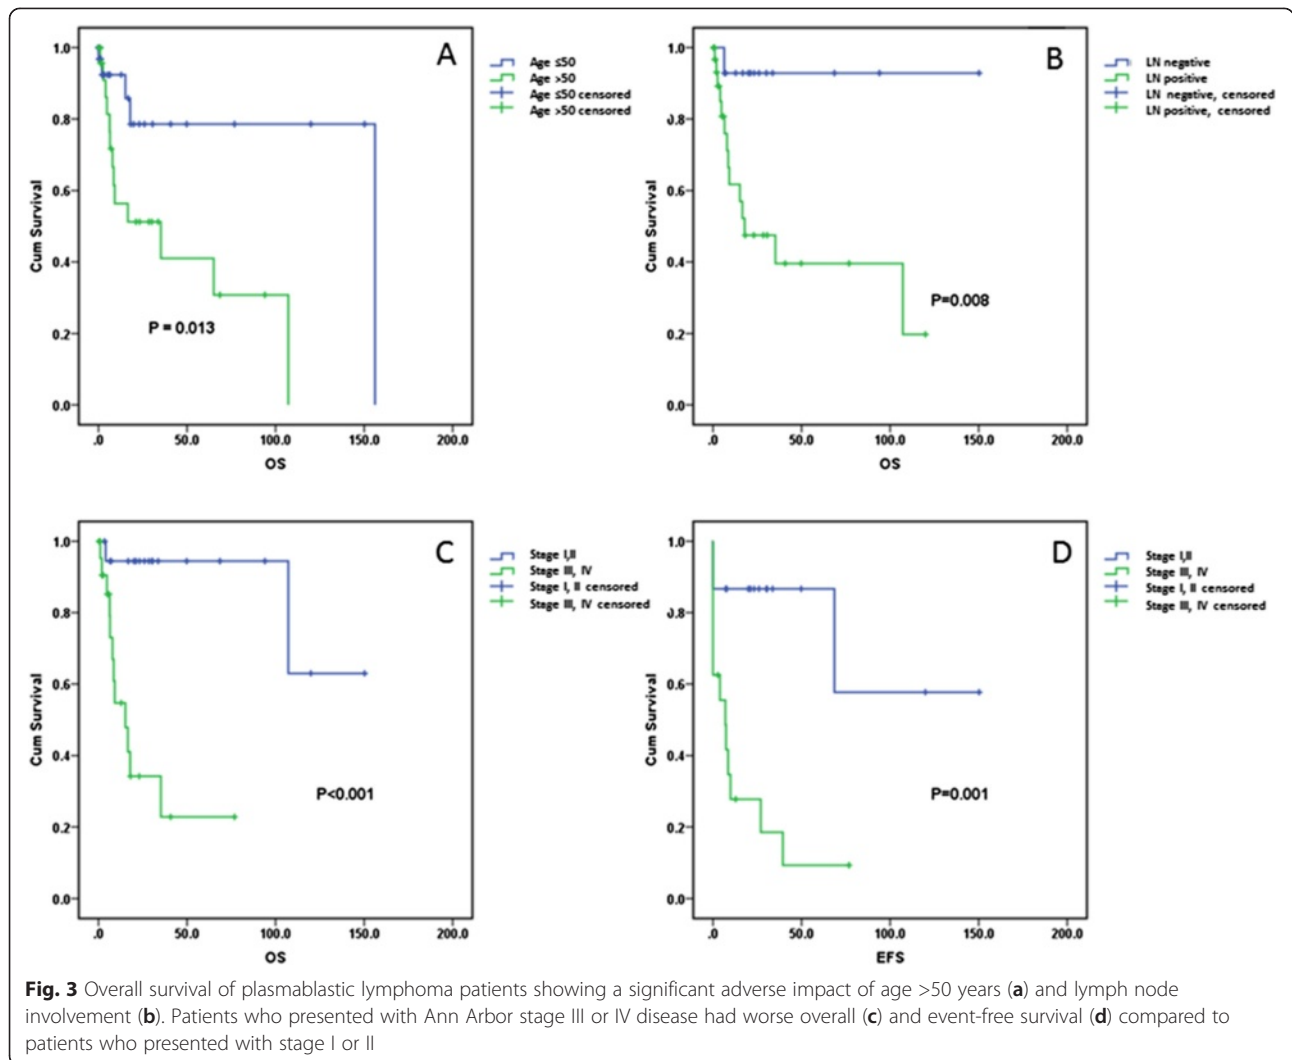 A
Age ≤50
Age >50
Age ≤50 censored
Age >50 censored
1.0
0.8
0.6
0.4
0.2
0.0
Cum Survival
P = 0.013
.0 50.0 100.0 150.0 200.0
OS
B
LN negative
LN positive
LN negative, censored
LN positive, censored
1.0
0.8
0.6
0.4
0.2
0.0
Cum Survival
P=0.008
.0 50.0 100.0 150.0 200.0
OS
C
Stage I,II
Stage III, IV
Stage I, II censored
Stage III, IV censored
1.0
0.8
0.6
0.4
0.2
0.0
Cum Survival
P<0.001
.0 50.0 100.0 150.0 200.0
OS
D
Stage I,II
Stage III, IV
Stage I, II censored
Stage III, IV censored
1.0
0.8
0.6
0.4
0.2
0.0
Cum Survival
P=0.001
.0 50.0 100.0 150.0 200.0
EFS
Fig. 3 Overall survival of plasmablastic lymphoma patients showing a significant adverse impact of age >50 years (a) and lymph node
involvement (b). Patients who presented with Ann Arbor stage III or IV disease had worse overall (c) and event-free survival (d) compared to
patients who presented with stage I or II